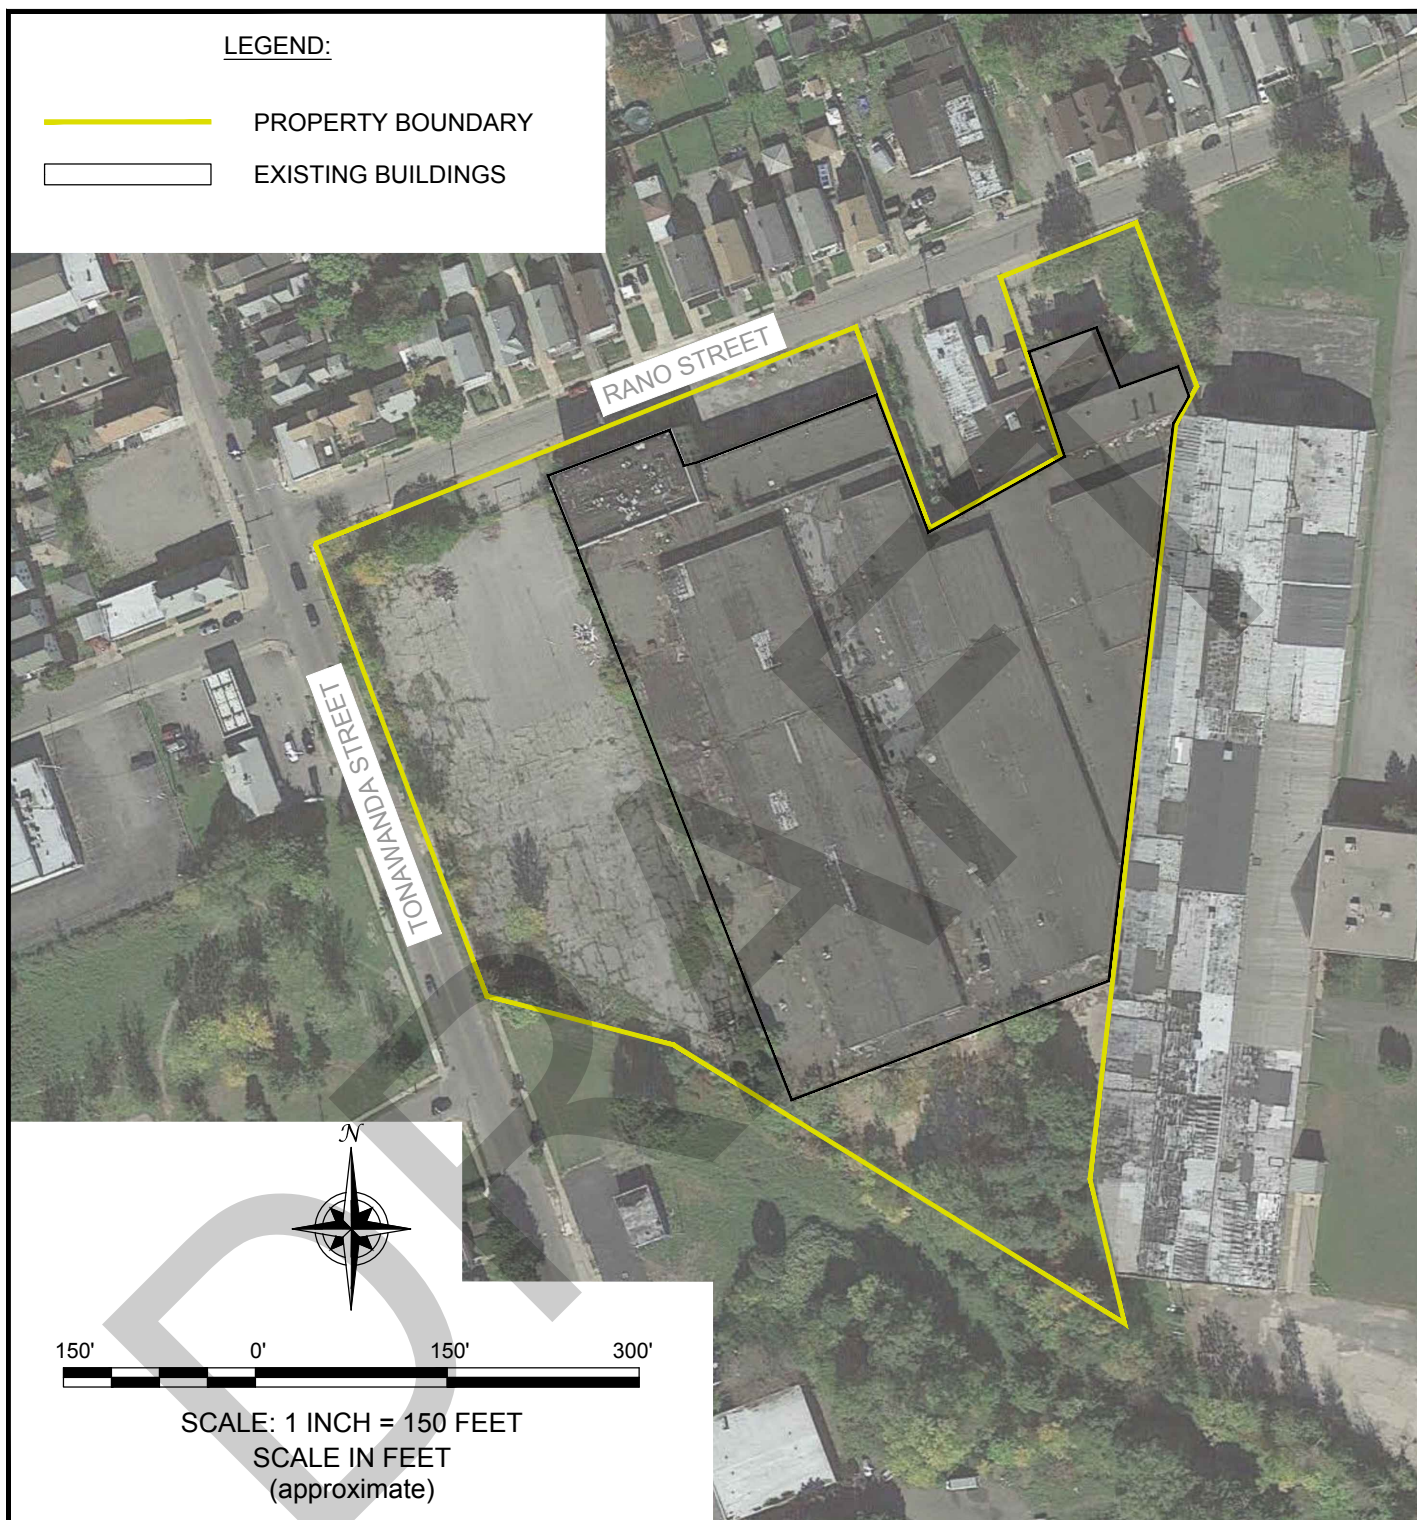 LEGEND:
PROPERTY BOUNDARY
EXISTING BUILDINGS
RANO STREET
TONAWANDA STREET
DRAFT
N
150' 0' 150' 300'
SCALE: 1 INCH = 150 FEET
SCALE IN FEET
(approximate)